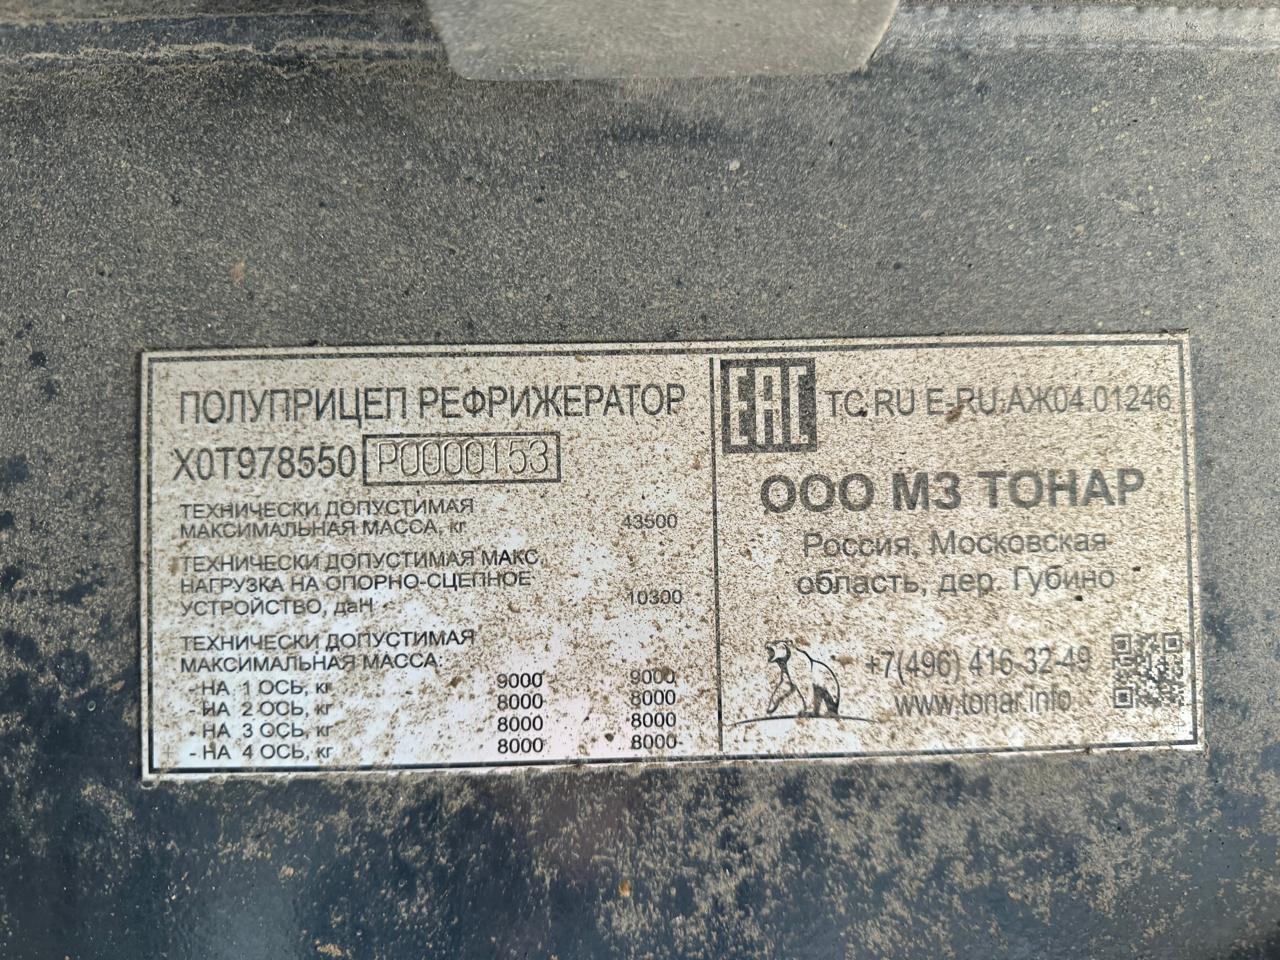 ПОЛУПРИЦЕП РЕФРИЖЕРАТОР
X0T978550 P0000153
ТЕХНИЧЕСКИ ДОПУСТИМАЯ
МАКСИМАЛЬНАЯ МАССА, кг 43500
ТЕХНИЧЕСКИ ДОПУСТИМАЯ МАКС.
НАГРУЗКА НА ОПОРНО-СЦЕПНОЕ
УСТРОЙСТВО, даН 10300
ТЕХНИЧЕСКИ ДОПУСТИМАЯ
МАКСИМАЛЬНАЯ МАССА:
- НА 1 ОСЬ, кг 9000 9000
- НА 2 ОСЬ, кг 8000 8000
- НА 3 ОСЬ, кг 8000 8000
- НА 4 ОСЬ, кг 8000 8000
EAC TC RU E-RU.АЖ04.01246
ООО МЗ ТОНАР
Россия, Московская
область, дер. Губино
+7(496) 416-32-49
www.tonar.info